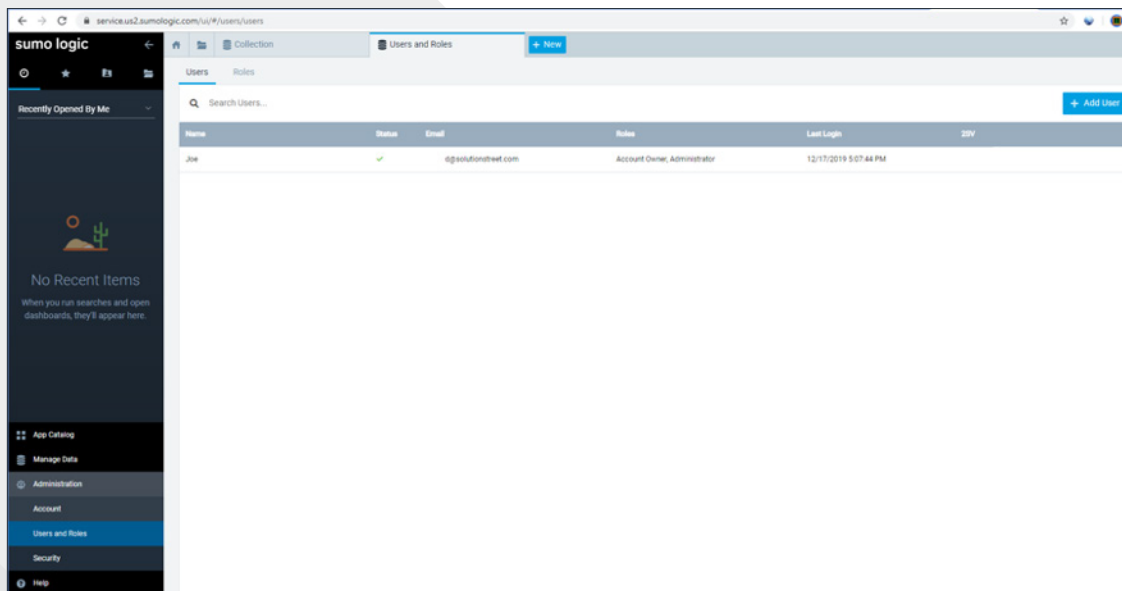 service.us2.sumologic.com/ui/#/users/users
sumo logic
Collection
Users and Roles
+ New
Users
Roles
Recently Opened By Me
Search Users...
+ Add User
Name Status Email Roles Last Login 2SV
Joe d@solutionstreet.com Account Owner, Administrator 12/17/2019 5:07:44 PM
No Recent Items
When you run searches and open
dashboards, they'll appear here.
App Catalog
Manage Data
Administration
Account
Users and Roles
Security
Help